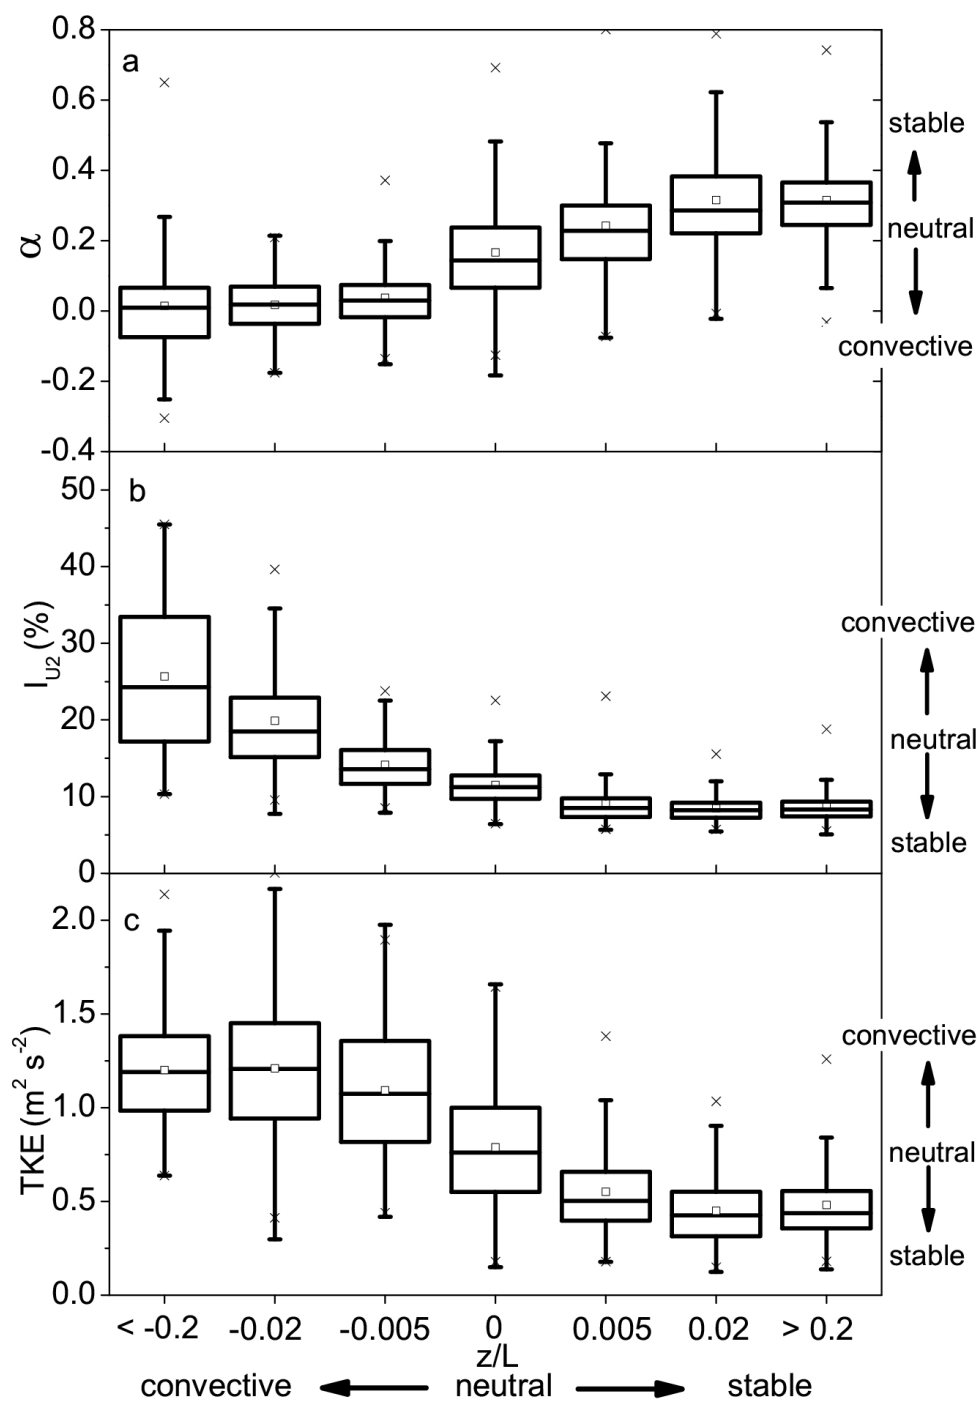 a
0.8
0.6
0.4
0.2
0.0
-0.2
-0.4
α
stable
neutral
convective
b
50
40
30
20
10
0
I_U2 (%)
convective
neutral
stable
c
2.0
1.5
1.0
0.5
0.0
TKE (m² s⁻²)
convective
neutral
stable
< -0.2 -0.02 -0.005 0 0.005 0.02 > 0.2
z/L
convective neutral stable